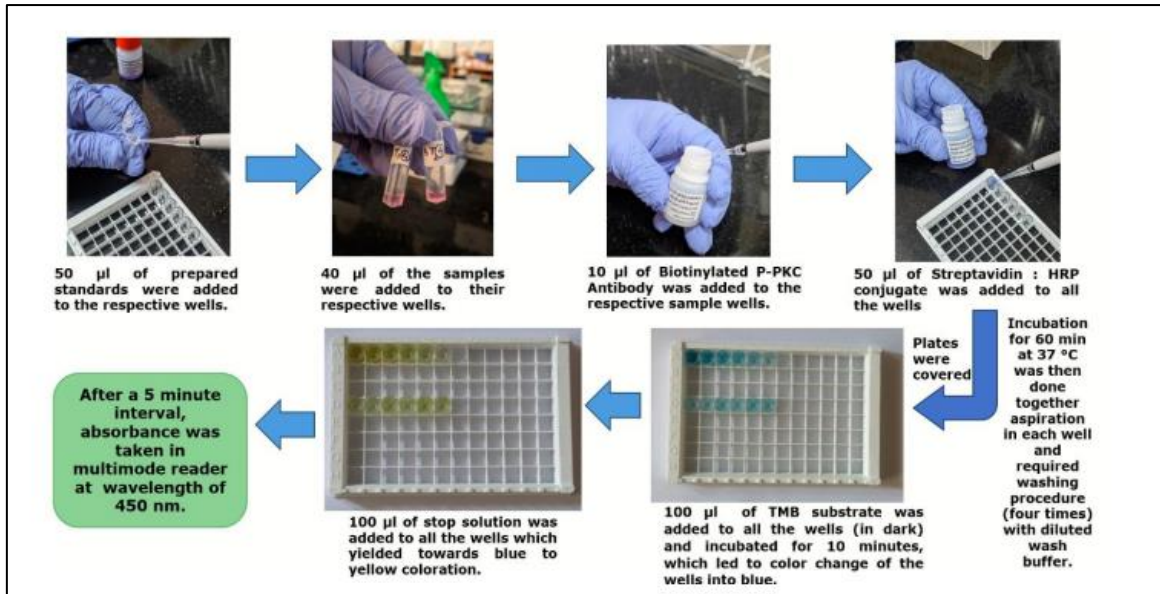 50 µl of prepared
standards were added
to the respective wells.
40 µl of the samples
were added to their
respective wells.
10 µl of Biotinylated P-PKC
Antibody was added to the
respective sample wells.
50 µl of Streptavidin : HRP
conjugate was added to all
the wells
Plates
were
covered
Incubation
for 60 min
at 37 °C
was then
done
together
aspiration
in each well
and
required
washing
procedure
(four times)
with diluted
wash
buffer.
100 µl of TMB substrate was
added to all the wells (in dark)
and incubated for 10 minutes,
which led to color change of the
wells into blue.
100 µl of stop solution was
added to all the wells which
yielded towards blue to
yellow coloration.
After a 5 minute
interval,
absorbance was
taken in
multimode reader
at wavelength of
450 nm.